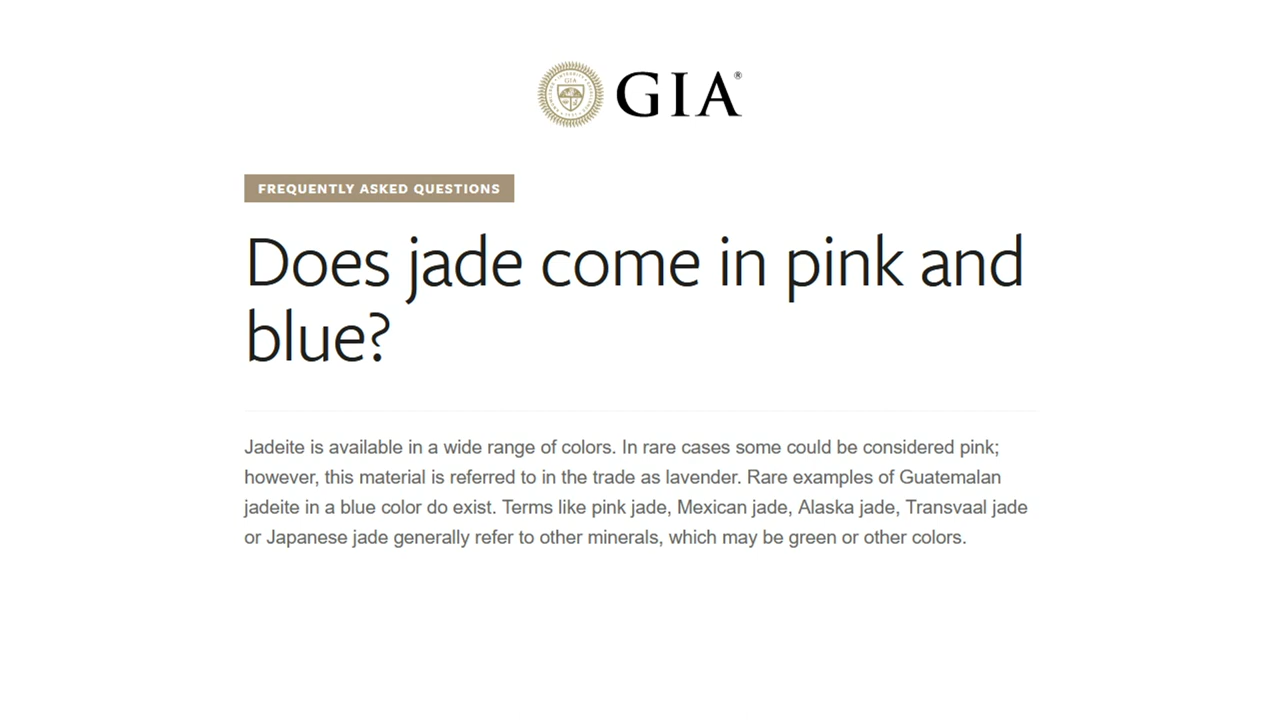 GIA®
FREQUENTLY ASKED QUESTIONS
Does jade come in pink and
blue?
Jadeite is available in a wide range of colors. In rare cases some could be considered pink;
however, this material is referred to in the trade as lavender. Rare examples of Guatemalan
jadeite in a blue color do exist. Terms like pink jade, Mexican jade, Alaska jade, Transvaal jade
or Japanese jade generally refer to other minerals, which may be green or other colors.